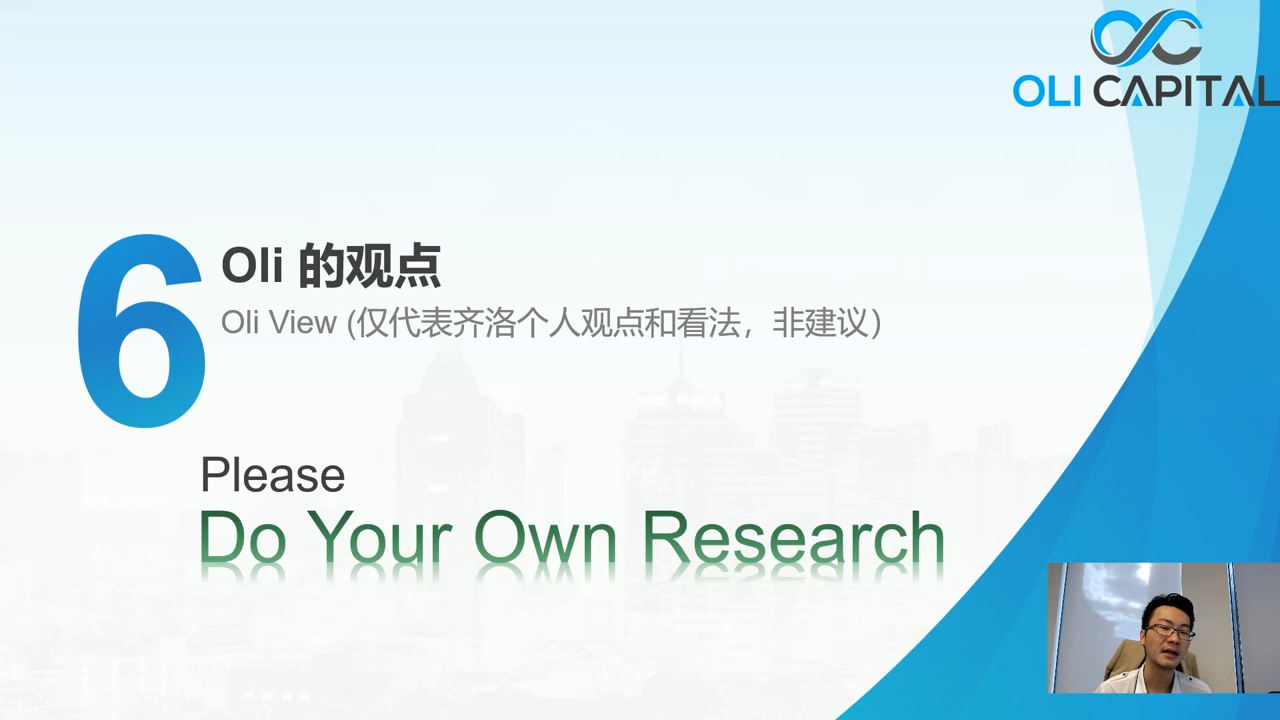 OLI CAPITAL
6
Oli 的观点
Oli View (仅代表齐洛个人观点和看法，非建议）
Please
Do Your Own Research